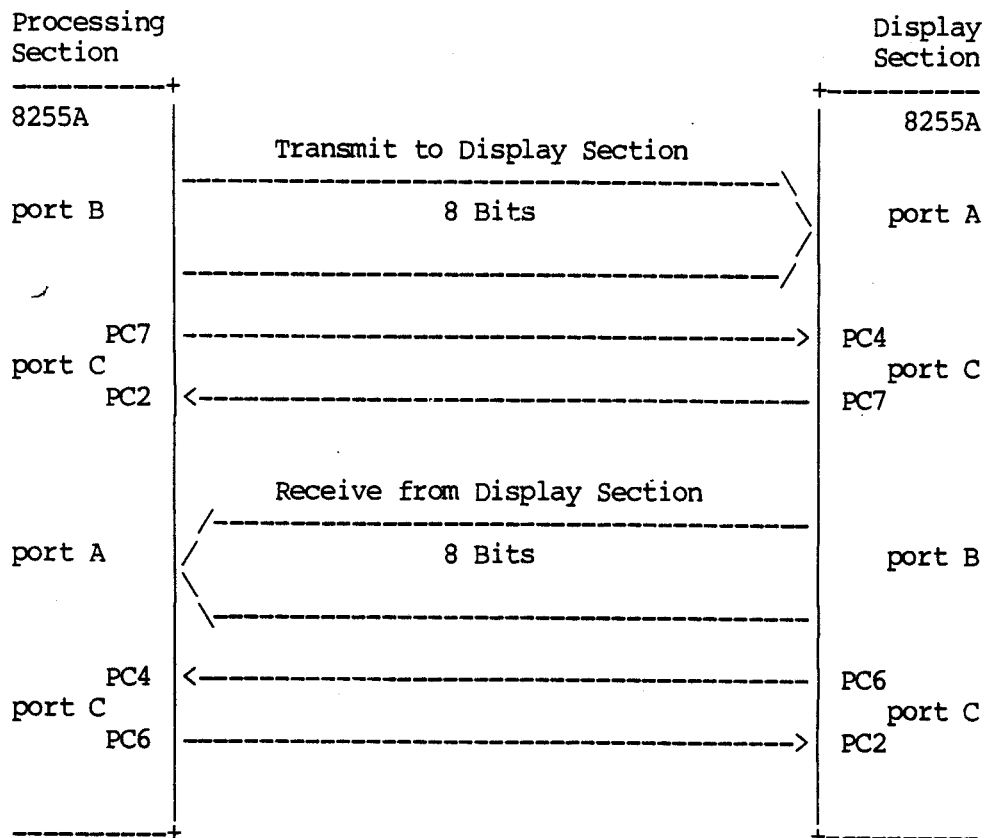 Processing Section
Display Section
8255A
8255A
Transmit to Display Section
port B
8 Bits
port A
PC7
PC4
port C
port C
PC2
PC7
Receive from Display Section
port A
8 Bits
port B
PC4
PC6
port C
port C
PC6
PC2